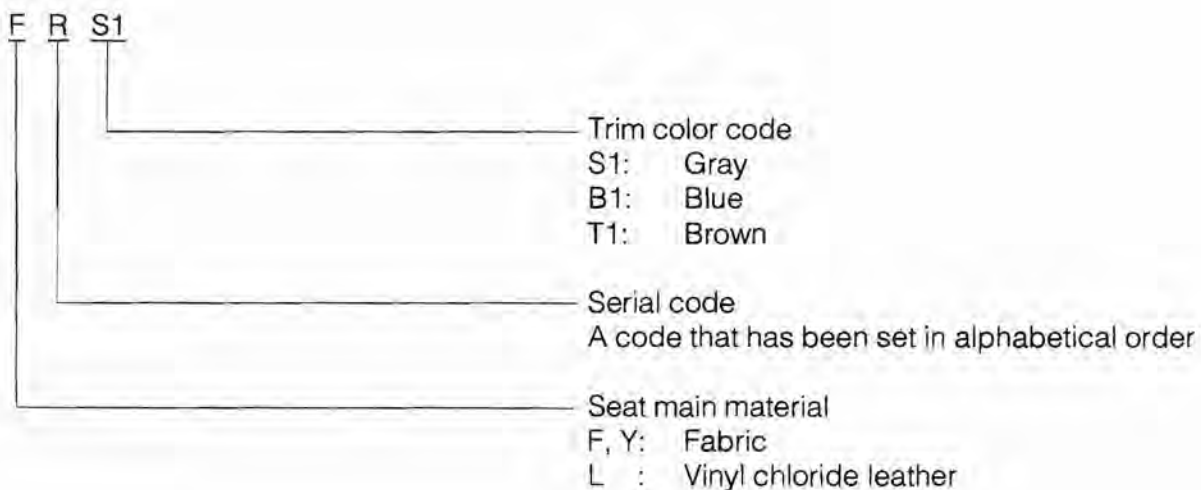 F R S1
Trim color code
S1: Gray
B1: Blue
T1: Brown
Serial code
A code that has been set in alphabetical order
Seat main material
F, Y: Fabric
L : Vinyl chloride leather